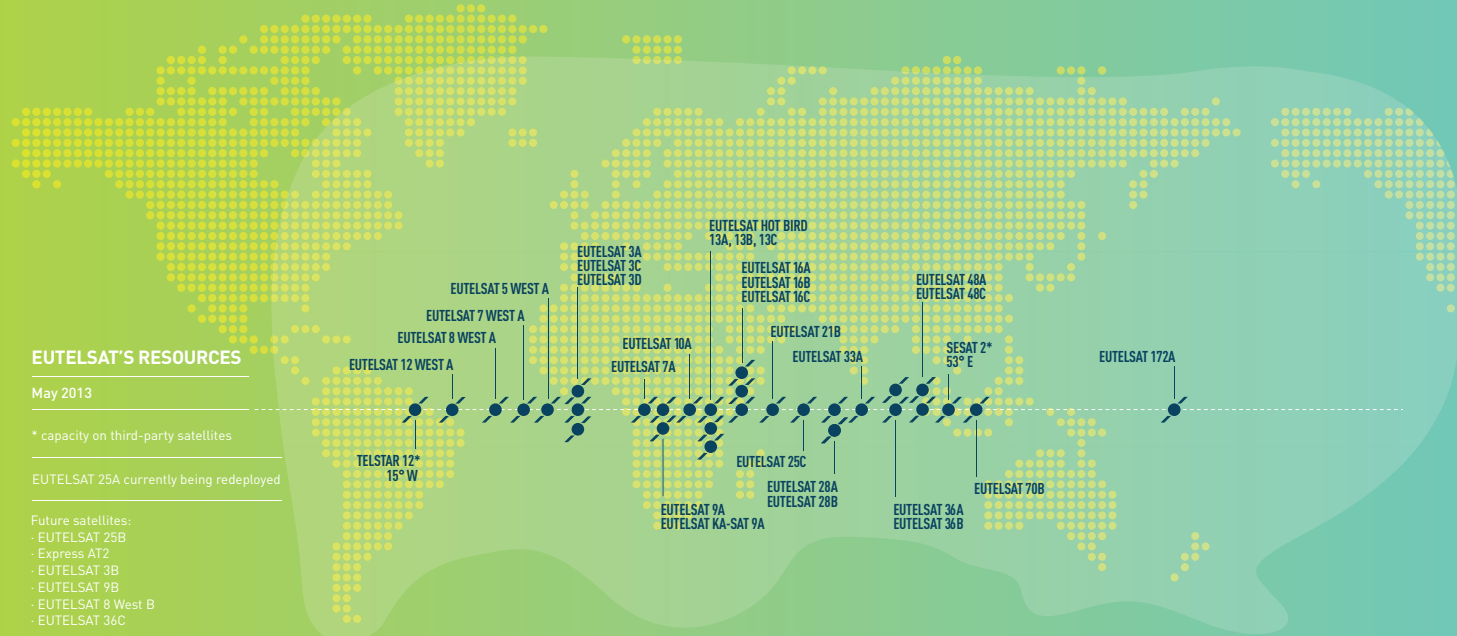 EUTELSAT HOT BIRD
13A, 13B, 13C
EUTELSAT 3A
EUTELSAT 3C
EUTELSAT 3D
EUTELSAT 16A
EUTELSAT 16B
EUTELSAT 16C
EUTELSAT 48A
EUTELSAT 48C
EUTELSAT 5 WEST A
EUTELSAT 7 WEST A
EUTELSAT 21B
EUTELSAT 8 WEST A
EUTELSAT 10A
SESAT 2*
53° E
EUTELSAT 33A
EUTELSAT 172A
EUTELSAT 12 WEST A
EUTELSAT 7A
EUTELSAT'S RESOURCES
May 2013
* capacity on third-party satellites
EUTELSAT 25A currently being redeployed
Future satellites:
· EUTELSAT 25B
· Express AT2
· EUTELSAT 3B
· EUTELSAT 9B
· EUTELSAT 8 West B
· EUTELSAT 36C
TELSTAR 12*
15° W
EUTELSAT 25C
EUTELSAT 28A
EUTELSAT 28B
EUTELSAT 70B
EUTELSAT 9A
EUTELSAT KA-SAT 9A
EUTELSAT 36A
EUTELSAT 36B